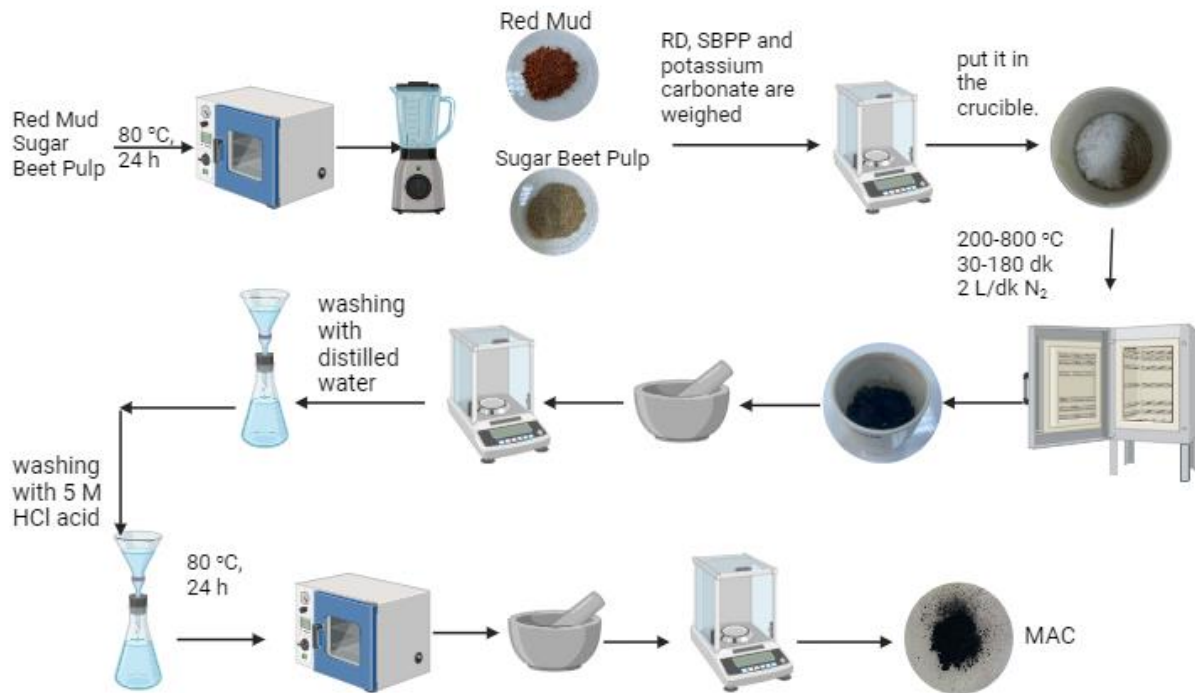 Red Mud
Sugar
Beet Pulp
80 °C,
24 h
Red Mud
Sugar Beet Pulp
RD, SBPP and
potassium
carbonate are
weighed
put it in
the
crucible.
200-800 °C
30-180 dk
2 L/dk N₂
washing
with
distilled
water
washing
with 5 M
HCl acid
80 °C,
24 h
MAC